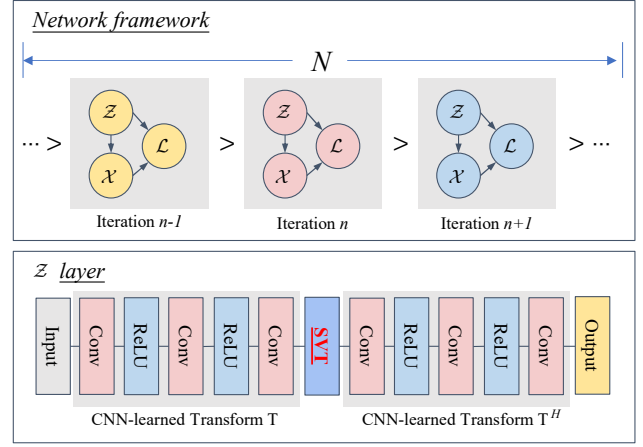 Network framework
N
··· > 𝒵 𝒳 ℒ > 𝒵 𝒳 ℒ > 𝒵 𝒳 ℒ > ···
Iteration n-1 Iteration n Iteration n+1
𝒵 layer
Input Conv ReLU Conv ReLU Conv SVT Conv ReLU Conv ReLU Conv Output
CNN-learned Transform T CNN-learned Transform Tᴴ